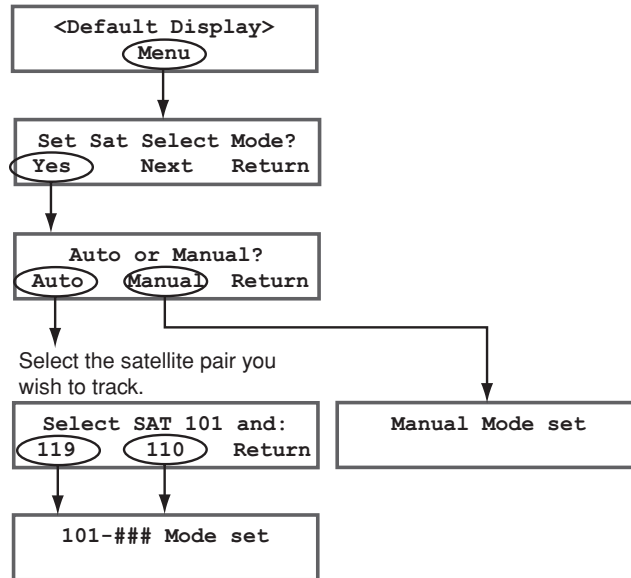 <Default Display>
Menu
Set Sat Select Mode?
Yes Next Return
Auto or Manual?
Auto Manual Return
Select the satellite pair you
wish to track.
Select SAT 101 and:
119 110 Return
Manual Mode set
101-### Mode set